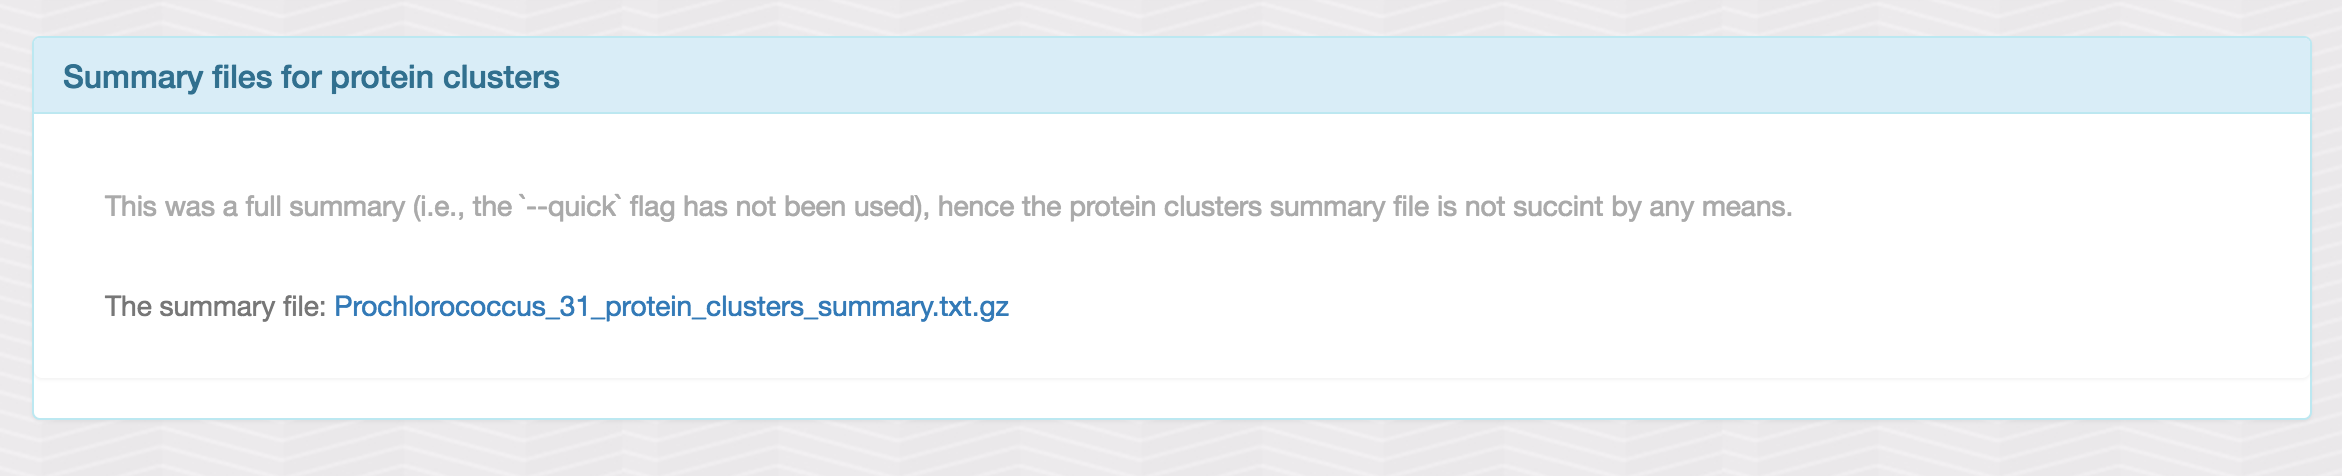 Summary files for protein clusters
This was a full summary (i.e., the `--quick` flag has not been used), hence the protein clusters summary file is not succint by any means.
The summary file: Prochlorococcus_31_protein_clusters_summary.txt.gz